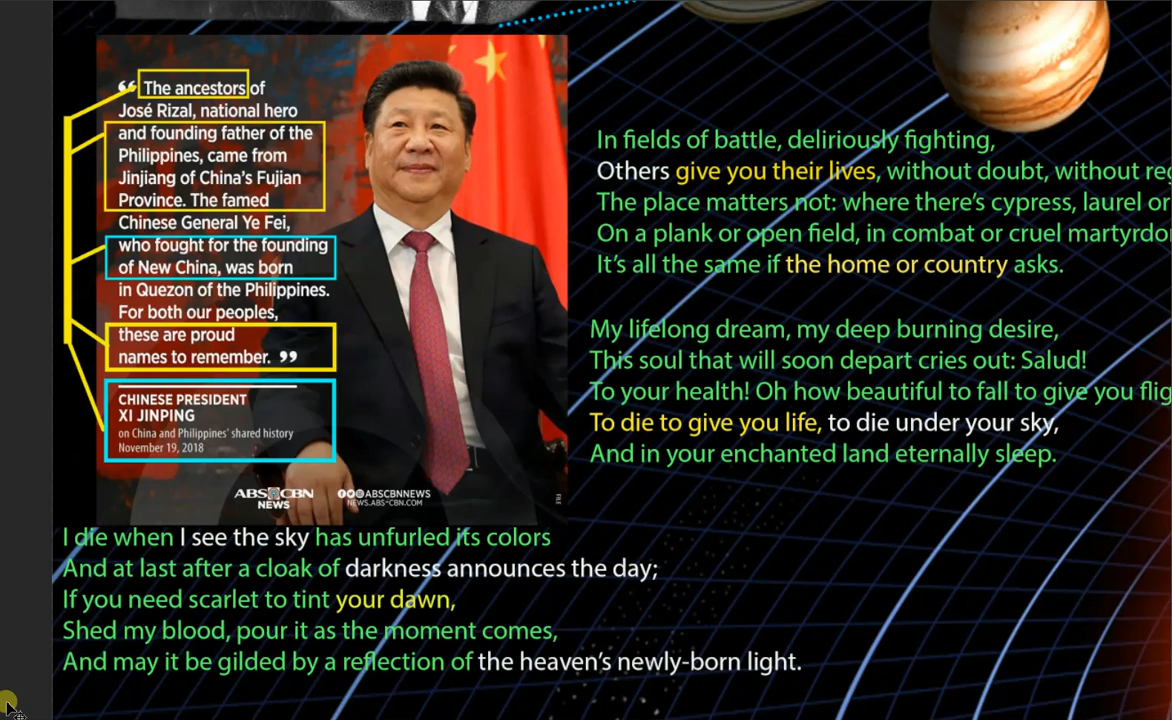 “ The ancestors of
José Rizal, national hero
and founding father of the
Philippines, came from
Jinjiang of China's Fujian
Province. The famed
Chinese General Ye Fei,
who fought for the founding
of New China, was born
in Quezon of the Philippines.
For both our peoples,
these are proud
names to remember. ”
CHINESE PRESIDENT
XI JINPING
on China and Philippines' shared history
November 19, 2018
ABS CBN
NEWS
@ABSCBNNEWS
NEWS.ABS-CBN.COM
FILE
In fields of battle, deliriously fighting,
Others give you their lives, without doubt, without
The place matters not: where there's cypress, laurel or
On a plank or open field, in combat or cruel
It's all the same if the home or country asks.
My lifelong dream, my deep burning desire,
This soul that will soon depart cries out: Salud!
To your health! Oh how beautiful to fall to give you
To die to give you life, to die under your sky,
And in your enchanted land eternally sleep.
I die when I see the sky has unfurled its colors
And at last after a cloak of darkness announces the day;
If you need scarlet to tint your dawn,
Shed my blood, pour it as the moment comes,
And may it be gilded by a reflection of the heaven's newly-born light.